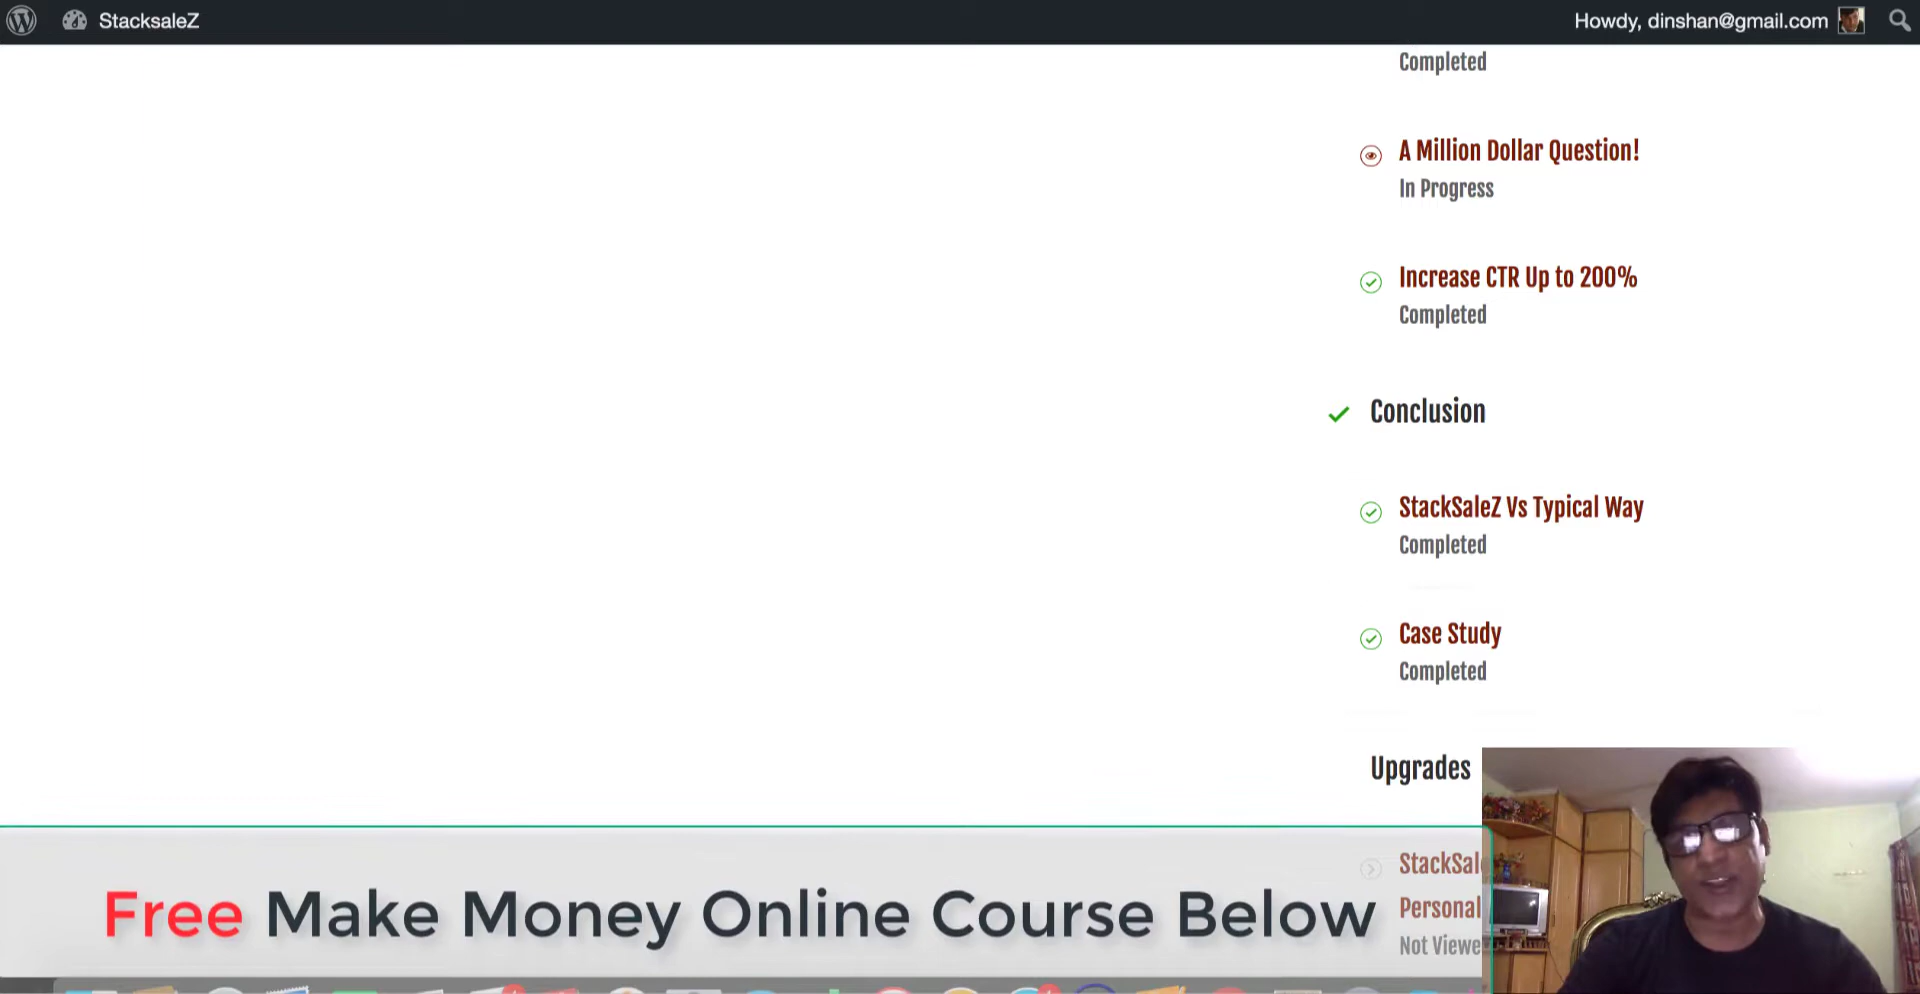 StacksaleZ
Howdy, dinshan@gmail.com
Completed
A Million Dollar Question!
In Progress
Increase CTR Up to 200%
Completed
Conclusion
StackSaleZ Vs Typical Way
Completed
Case Study
Completed
Upgrades
Personal
Free Make Money Online Course Below